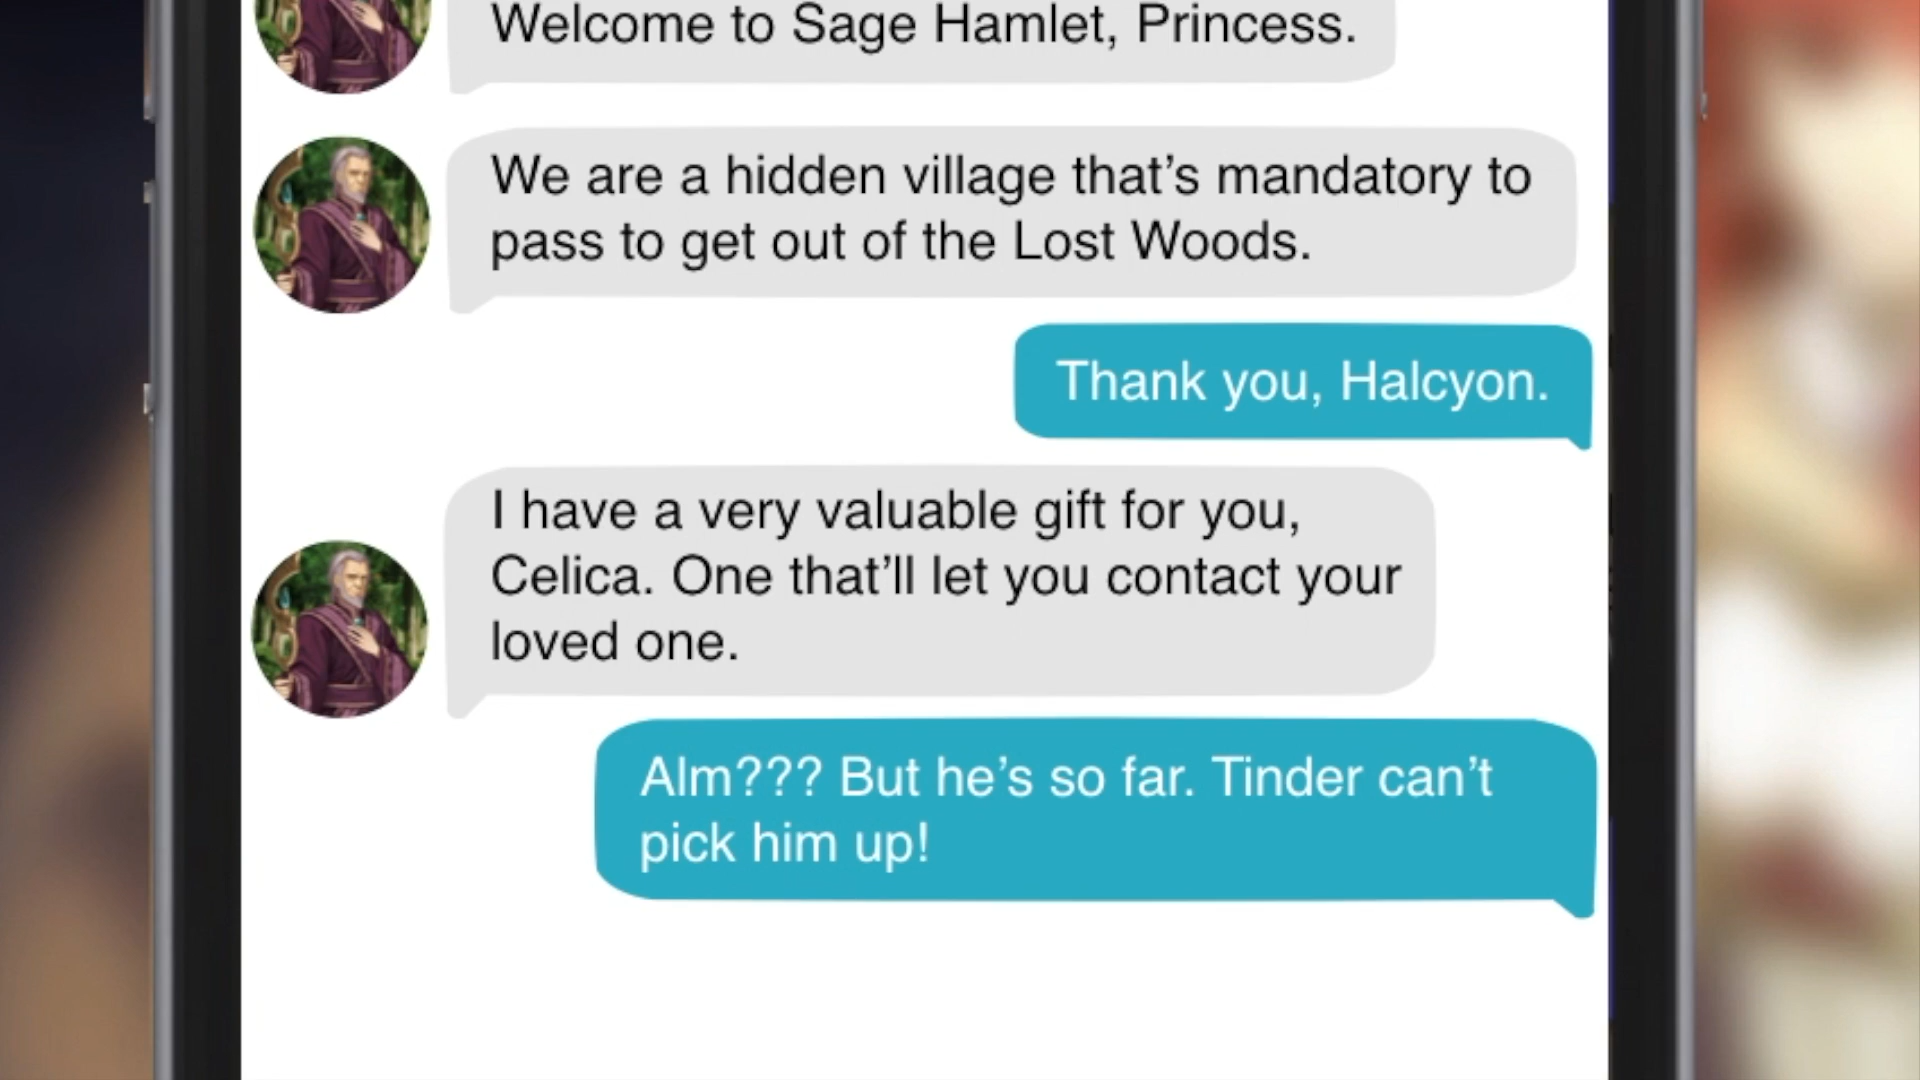 Welcome to Sage Hamlet, Princess.
We are a hidden village that’s mandatory to
pass to get out of the Lost Woods.
Thank you, Halcyon.
I have a very valuable gift for you,
Celica. One that’ll let you contact your
loved one.
Alm??? But he’s so far. Tinder can’t
pick him up!